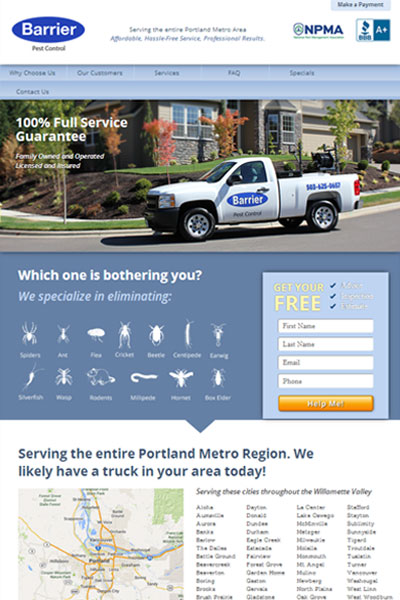 Make a Payment
Barrier
Pest Control
Serving the entire Portland Metro Area
Affordable, Hassle-Free Service, Professional Results.
NPMA
BBB
A+
Why Choose Us
Our Customers
Services
FAQ
Specials
Contact Us
100% Full Service
Guarantee
Family Owned and Operated
Licensed and Insured
Barrier
Pest Control
503-625-0657
Which one is bothering you?
We specialize in eliminating:
Spiders Ant Flea Cricket Beetle Centipede Earwig
Silverfish Wasp Rodents Millipede Hornet Box Elder
GET YOUR
FREE
Advice
Inspection
Estimate
First Name
Last Name
Email
Phone
Help Me!
Serving the entire Portland Metro Region. We
likely have a truck in your area today!
Serving these cities throughout the Willamette Valley
Aloha Dayton La Center Stafford
Aumsville Donald Lake Oswego Stayton
Aurora Dundee McMinville Sublimity
Banks Durham Metzger Sunnyside
Barlow Eagle Creek Molalla Tigard
The Dalles Estacada Molalla Troutdale
Battle Ground Fairview Monmouth Tualatin
Beavercreek Forest Grove Mt. Angel Turner
Beaverton Garden Home Mulino Vancouver
Boring Gaston Newberg Washougal
Brooks Gervais North Plains West Linn
Brush Prairie Gladstone Oak Grove West Woods
Portland